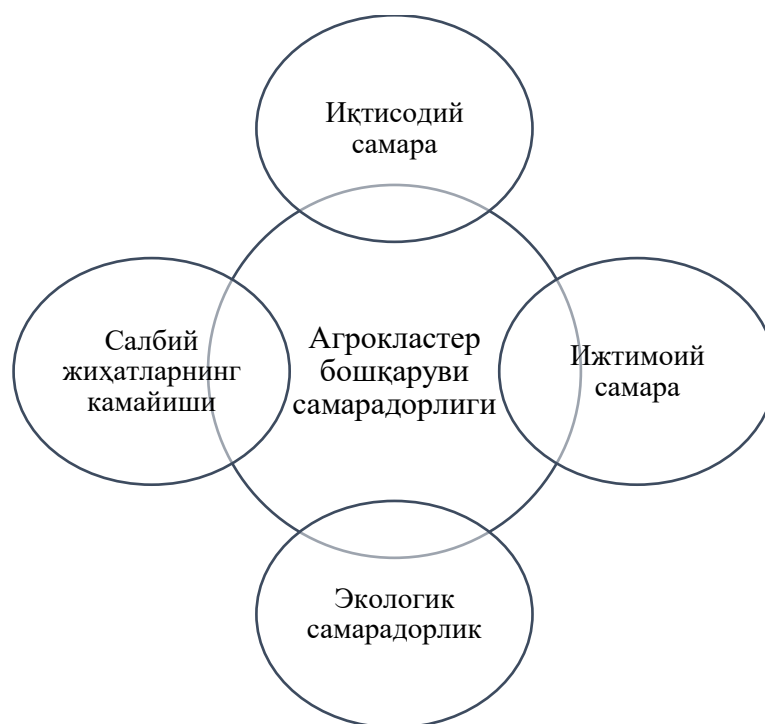 Иқтисодий
самара
Салбий
жиҳатларнинг
камайиши
Агрокластер
бошқаруви
самарадорлиги
Ижтимоий
самара
Экологик
самарадорлик